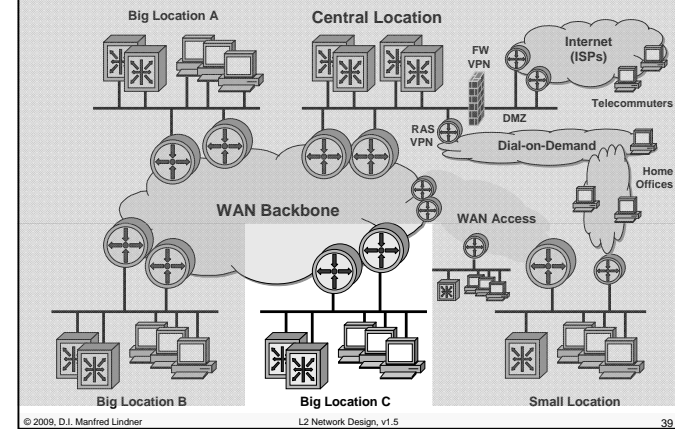 Big Location A
Central Location
FW
VPN
Internet
(ISPs)
Telecommuters
DMZ
RAS
VPN
Dial-on-Demand
Home
Offices
WAN Backbone
WAN Access
Big Location B
Big Location C
Small Location
© 2009, D.I. Manfred Lindner
L2 Network Design, v1.5
39